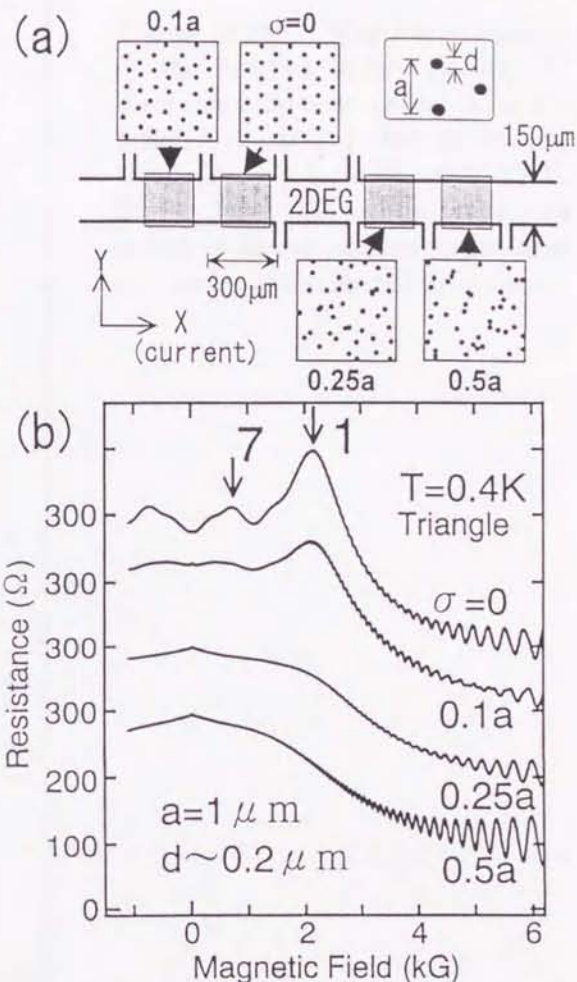 (a)
0.1a
σ=0
a
d
150μm
2DEG
300μm
Y
X
(current)
0.25a
0.5a
(b)
7
1
T=0.4K
Triangle
300
300
300
300
200
100
0
σ=0
0.1a
0.25a
0.5a
a=1 μm
d~0.2 μm
Resistance (Ω)
0
2
4
6
Magnetic Field (kG)